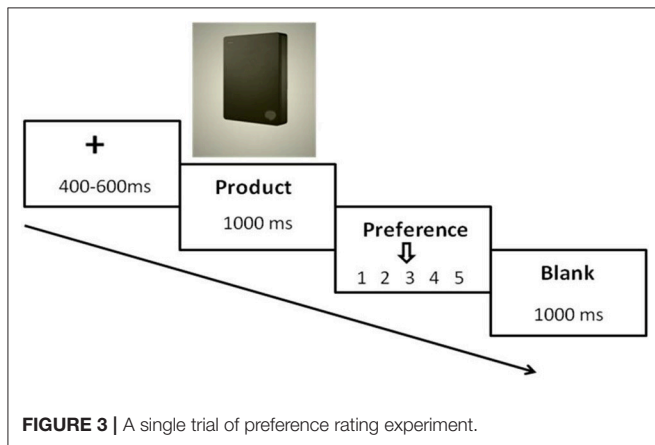 +
400-600ms
Product
1000 ms
Preference
1 2 3 4 5
Blank
1000 ms
FIGURE 3 | A single trial of preference rating experiment.